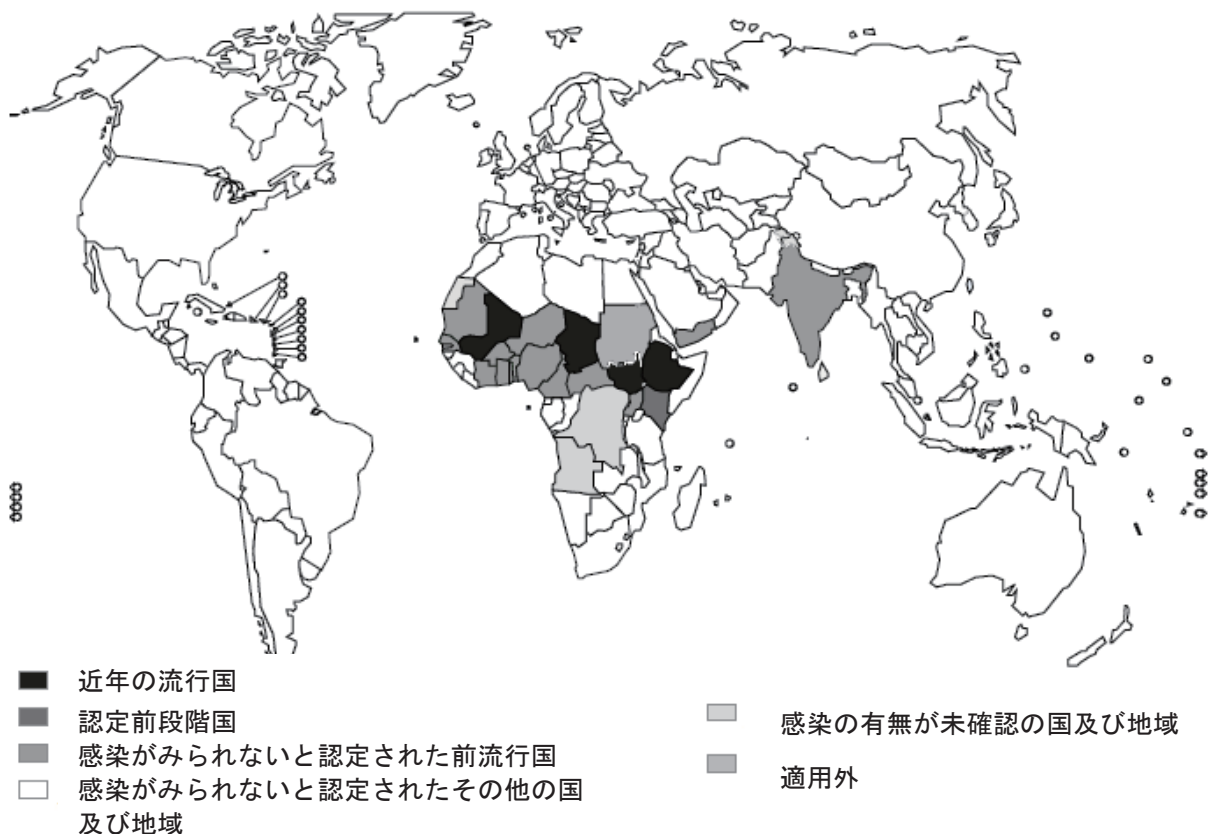 近年の流行国
認定前段階国
感染がみられないと認定された前流行国
感染がみられないと認定されたその他の国
及び地域
感染の有無が未確認の国及び地域
適用外